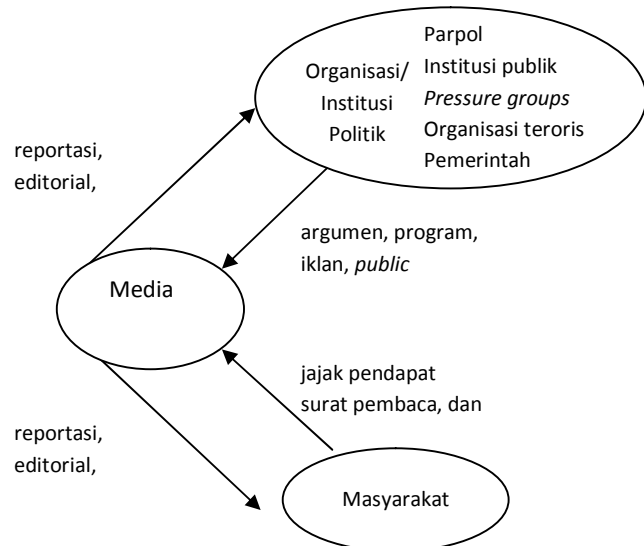 Parpol
Organisasi/
Institusi
Politik
Institusi publik
Pressure groups
Organisasi teroris
Pemerintah
reportasi,
editorial,
argumen, program,
iklan, public
Media
jajak pendapat
surat pembaca, dan
reportasi,
editorial,
Masyarakat